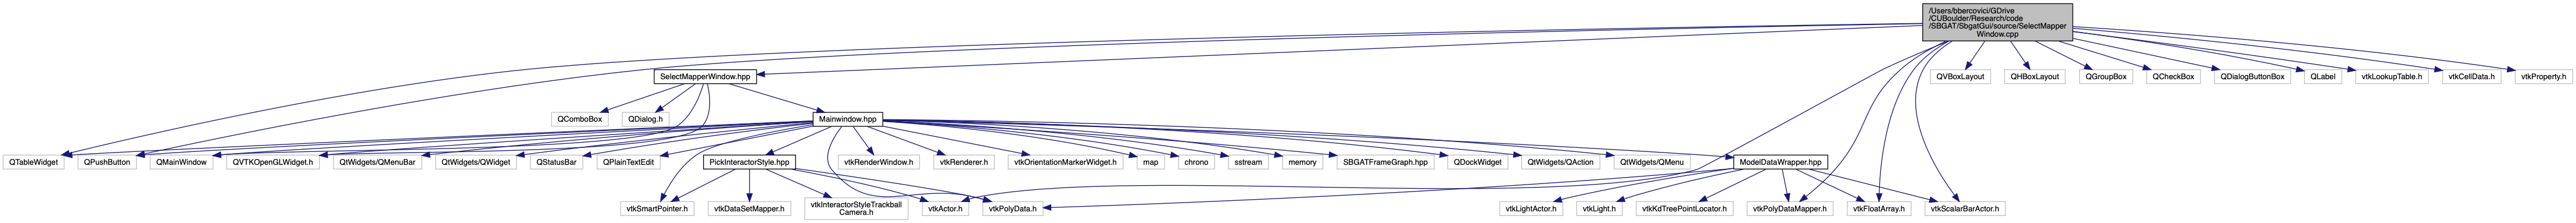 /Users/bbercovici/GDrive
/CUBoulder/Research/code
/SBGAT/SbgatGui/source/SelectMapper
Window.cpp
SelectMapperWindow.hpp
QVBoxLayout
QHBoxLayout
QGroupBox
QCheckBox
QDialogButtonBox
QLabel
vtkLookupTable.h
vtkCellData.h
vtkProperty.h
QComboBox
QDialog.h
Mainwindow.hpp
QTableWidget
QPushButton
QMainWindow
QVTKOpenGLWidget.h
QtWidgets/QMenuBar
QtWidgets/QWidget
QStatusBar
QPlainTextEdit
PickInteractorStyle.hpp
vtkRenderWindow.h
vtkRenderer.h
vtkOrientationMarkerWidget.h
map
chrono
sstream
memory
SBGATFrameGraph.hpp
QDockWidget
QtWidgets/QAction
QtWidgets/QMenu
ModelDataWrapper.hpp
vtkSmartPointer.h
vtkDataSetMapper.h
vtkInteractorStyleTrackball
Camera.h
vtkActor.h
vtkPolyData.h
vtkLightActor.h
vtkLight.h
vtkKdTreePointLocator.h
vtkPolyDataMapper.h
vtkFloatArray.h
vtkScalarBarActor.h